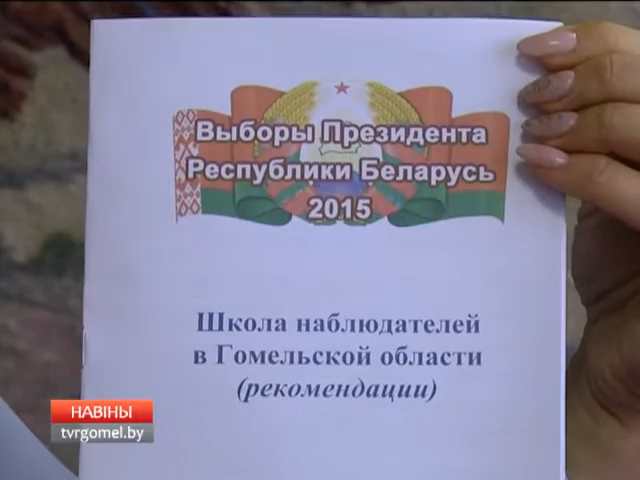 Выборы Президента
Республики Беларусь
2015
Школа наблюдателей
в Гомельской области
(рекомендации)
НАВІНЫ
tvrgomel.by